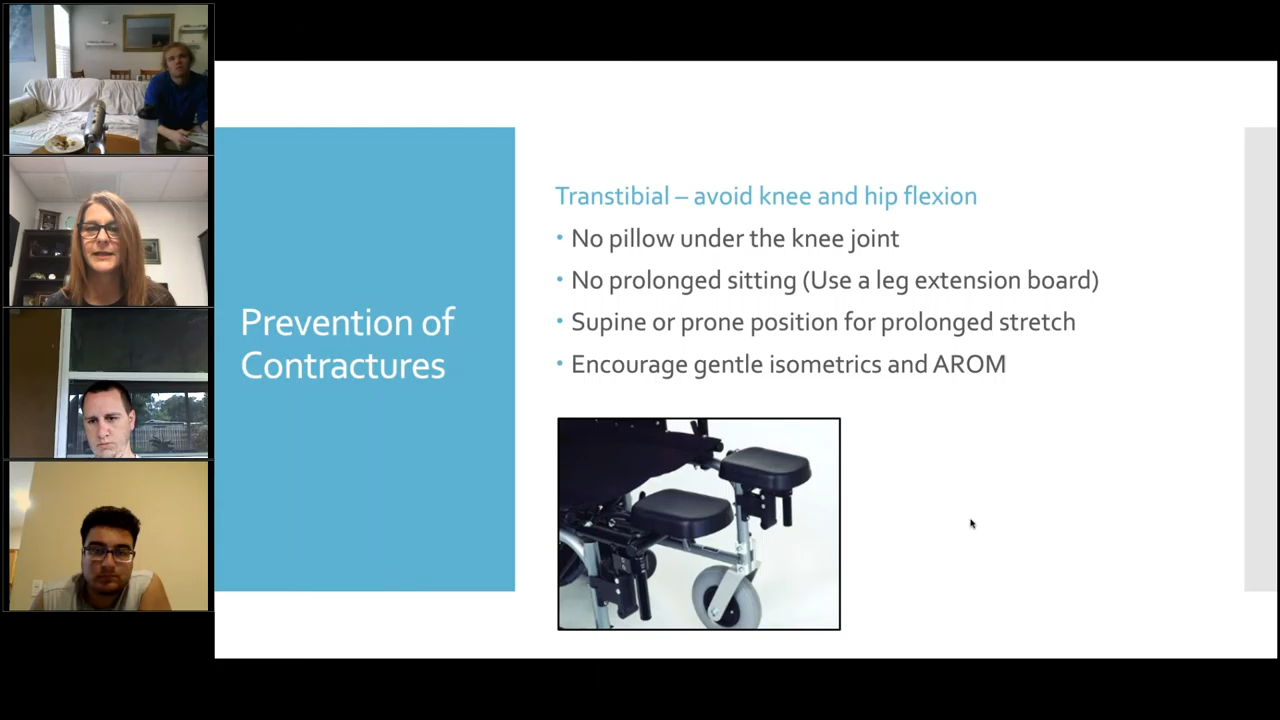 Prevention of
Contractures
Transtibial – avoid knee and hip flexion
• No pillow under the knee joint
• No prolonged sitting (Use a leg extension board)
• Supine or prone position for prolonged stretch
• Encourage gentle isometrics and AROM